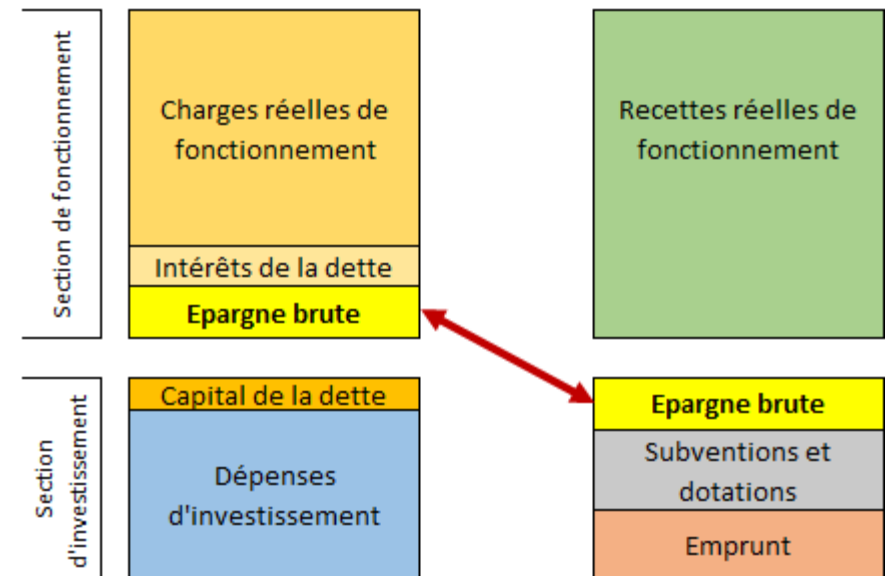 Section de fonctionnement
Charges réelles de
fonctionnement
Intérêts de la dette
Epargne brute
Recettes réelles de
fonctionnement
Section
d'investissement
Capital de la dette
Dépenses
d'investissement
Epargne brute
Subventions et
dotations
Emprunt